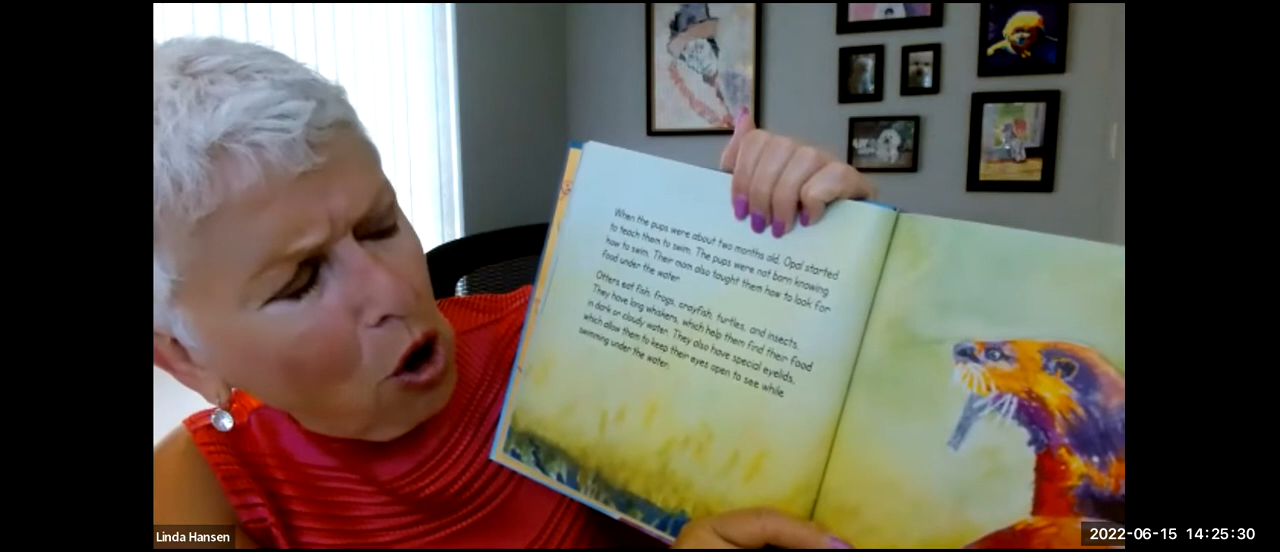 When the pups were about two months old, Opal started
to teach them to swim. The pups were not born knowing
how to swim. Their mom also taught them how to look for
food under the water.
Otters eat fish, frogs, crayfish, turtles, and insects.
They have long whiskers, which help them find their food
in dark or cloudy water. They also have special eyelids,
which allow them to keep their eyes open to see while
swimming under the water.
Linda Hansen
2022-06-15 14:25:30